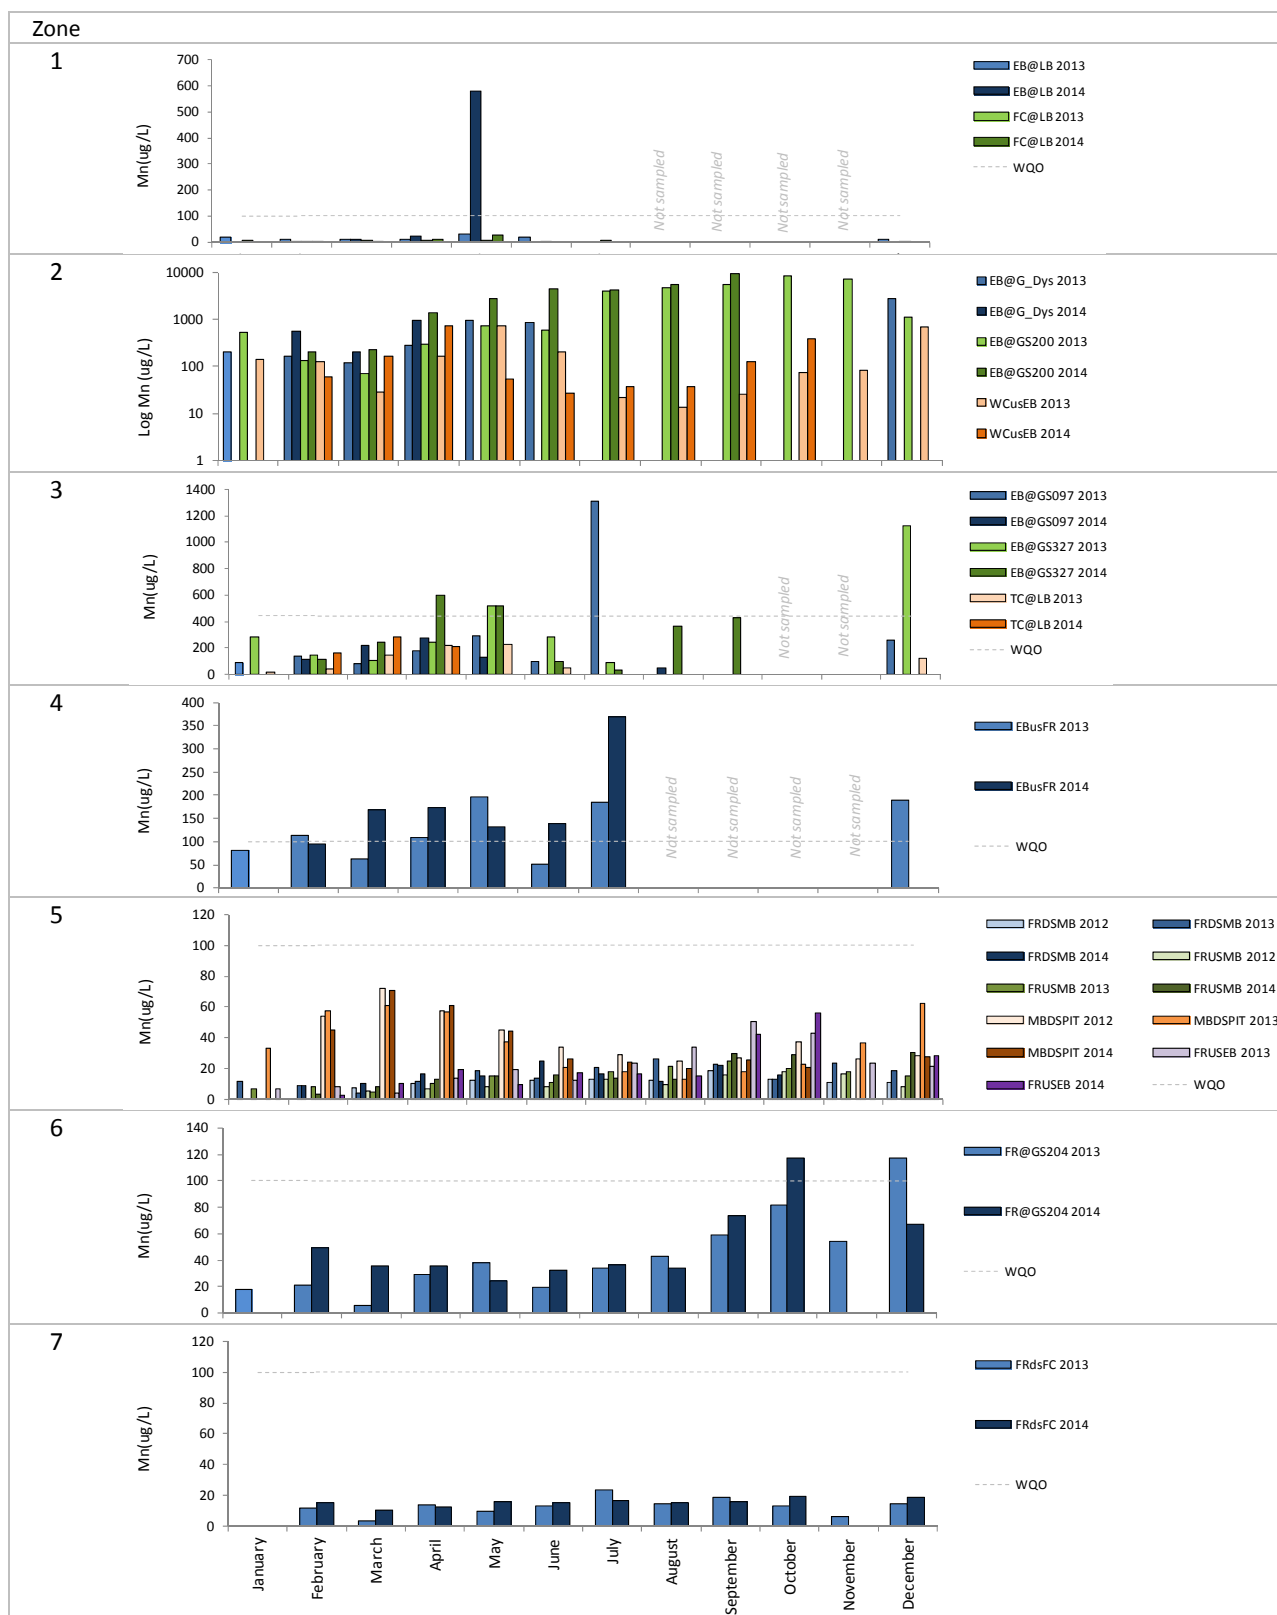 Zone
1
Mn(ug/L)
700
600
500
400
300
200
100
0
Not sampled
Not sampled
Not sampled
Not sampled
EB@LB 2013
EB@LB 2014
FC@LB 2013
FC@LB 2014
WQO
2
Log Mn (ug/L)
10000
1000
100
10
1
EB@G_Dys 2013
EB@G_Dys 2014
EB@GS200 2013
EB@GS200 2014
WCusEB 2013
WCusEB 2014
3
Mn(ug/L)
1400
1200
1000
800
600
400
200
0
Not sampled
Not sampled
EB@GS097 2013
EB@GS097 2014
EB@GS327 2013
EB@GS327 2014
TC@LB 2013
TC@LB 2014
WQO
4
Mn(ug/L)
400
350
300
250
200
150
100
50
0
Not sampled
Not sampled
Not sampled
Not sampled
EBusFR 2013
EBusFR 2014
WQO
5
Mn(ug/L)
120
100
80
60
40
20
0
FRDSMB 2012 FRDSMB 2013
FRDSMB 2014 FRUSMB 2012
FRUSMB 2013 FRUSMB 2014
MBDSPIT 2012 MBDSPIT 2013
MBDSPIT 2014 FRUSEB 2013
FRUSEB 2014 WQO
6
Mn(ug/L)
140
120
100
80
60
40
20
0
FR@GS204 2013
FR@GS204 2014
WQO
7
Mn(ug/L)
120
100
80
60
40
20
0
FRdsFC 2013
FRdsFC 2014
WQO
January
February
March
April
May
June
July
August
September
October
November
December